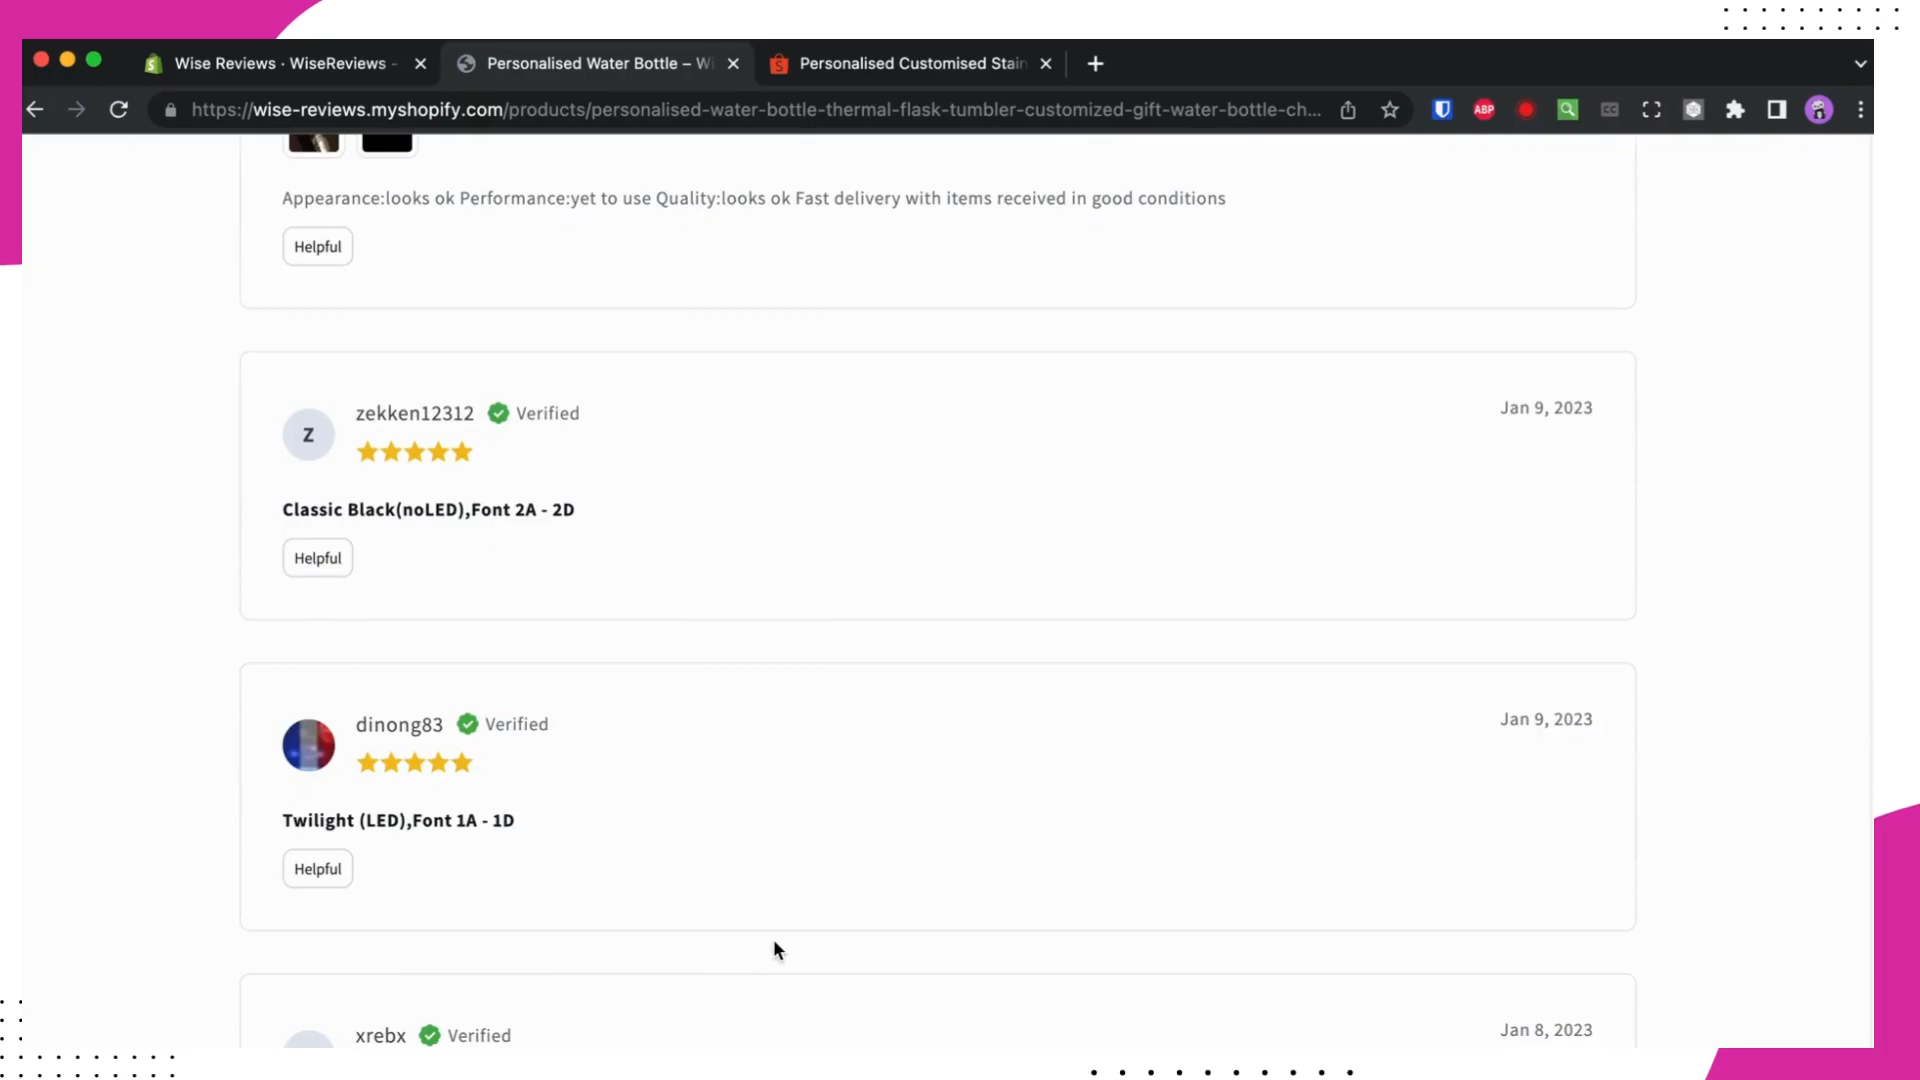 Wise Reviews · WiseReviews -
Personalised Water Bottle – Wi
Personalised Customised Stain
https://wise-reviews.myshopify.com/products/personalised-water-bottle-thermal-flask-tumbler-customized-gift-water-bottle-ch...
ABP
CC
Appearance:looks ok Performance:yet to use Quality:looks ok Fast delivery with items received in good conditions
Helpful
Z
zekken12312 Verified
Jan 9, 2023
Classic Black(noLED),Font 2A - 2D
Helpful
dinong83 Verified
Jan 9, 2023
Twilight (LED),Font 1A - 1D
Helpful
xrebx Verified
Jan 8, 2023